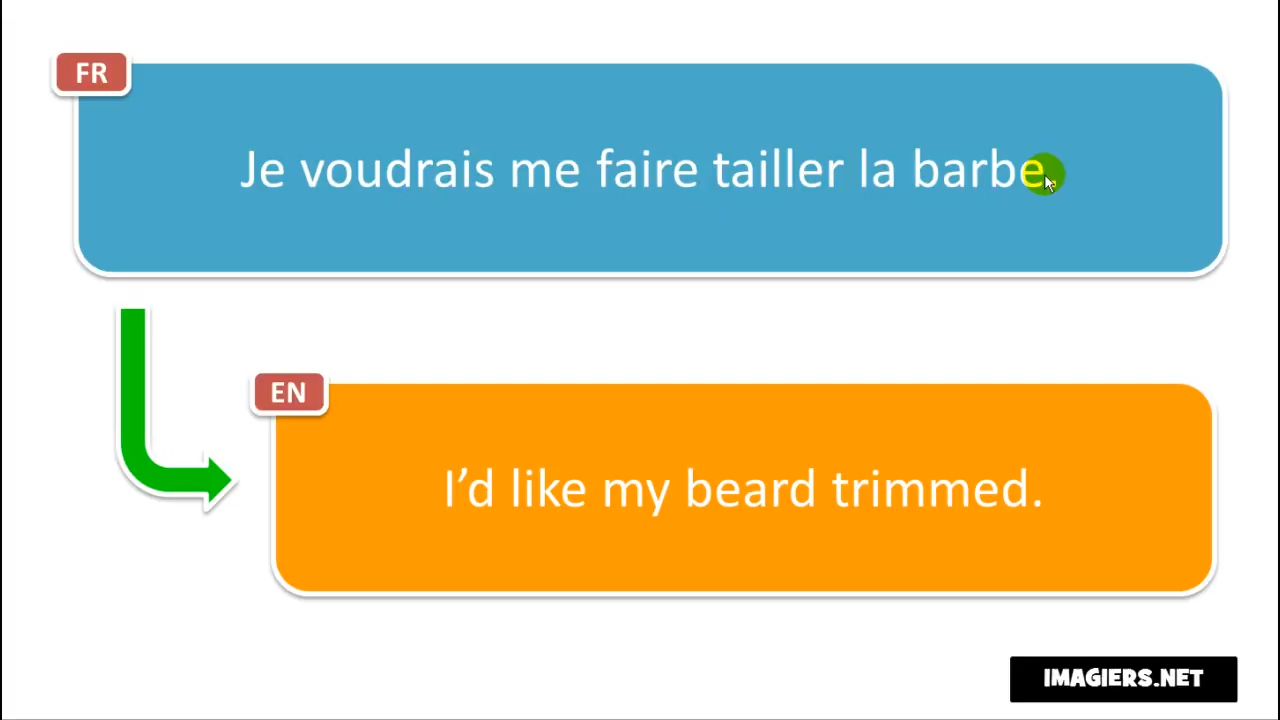 FR
Je voudrais me faire tailler la barbe.
EN
I’d like my beard trimmed.
IMAGIERS.NET